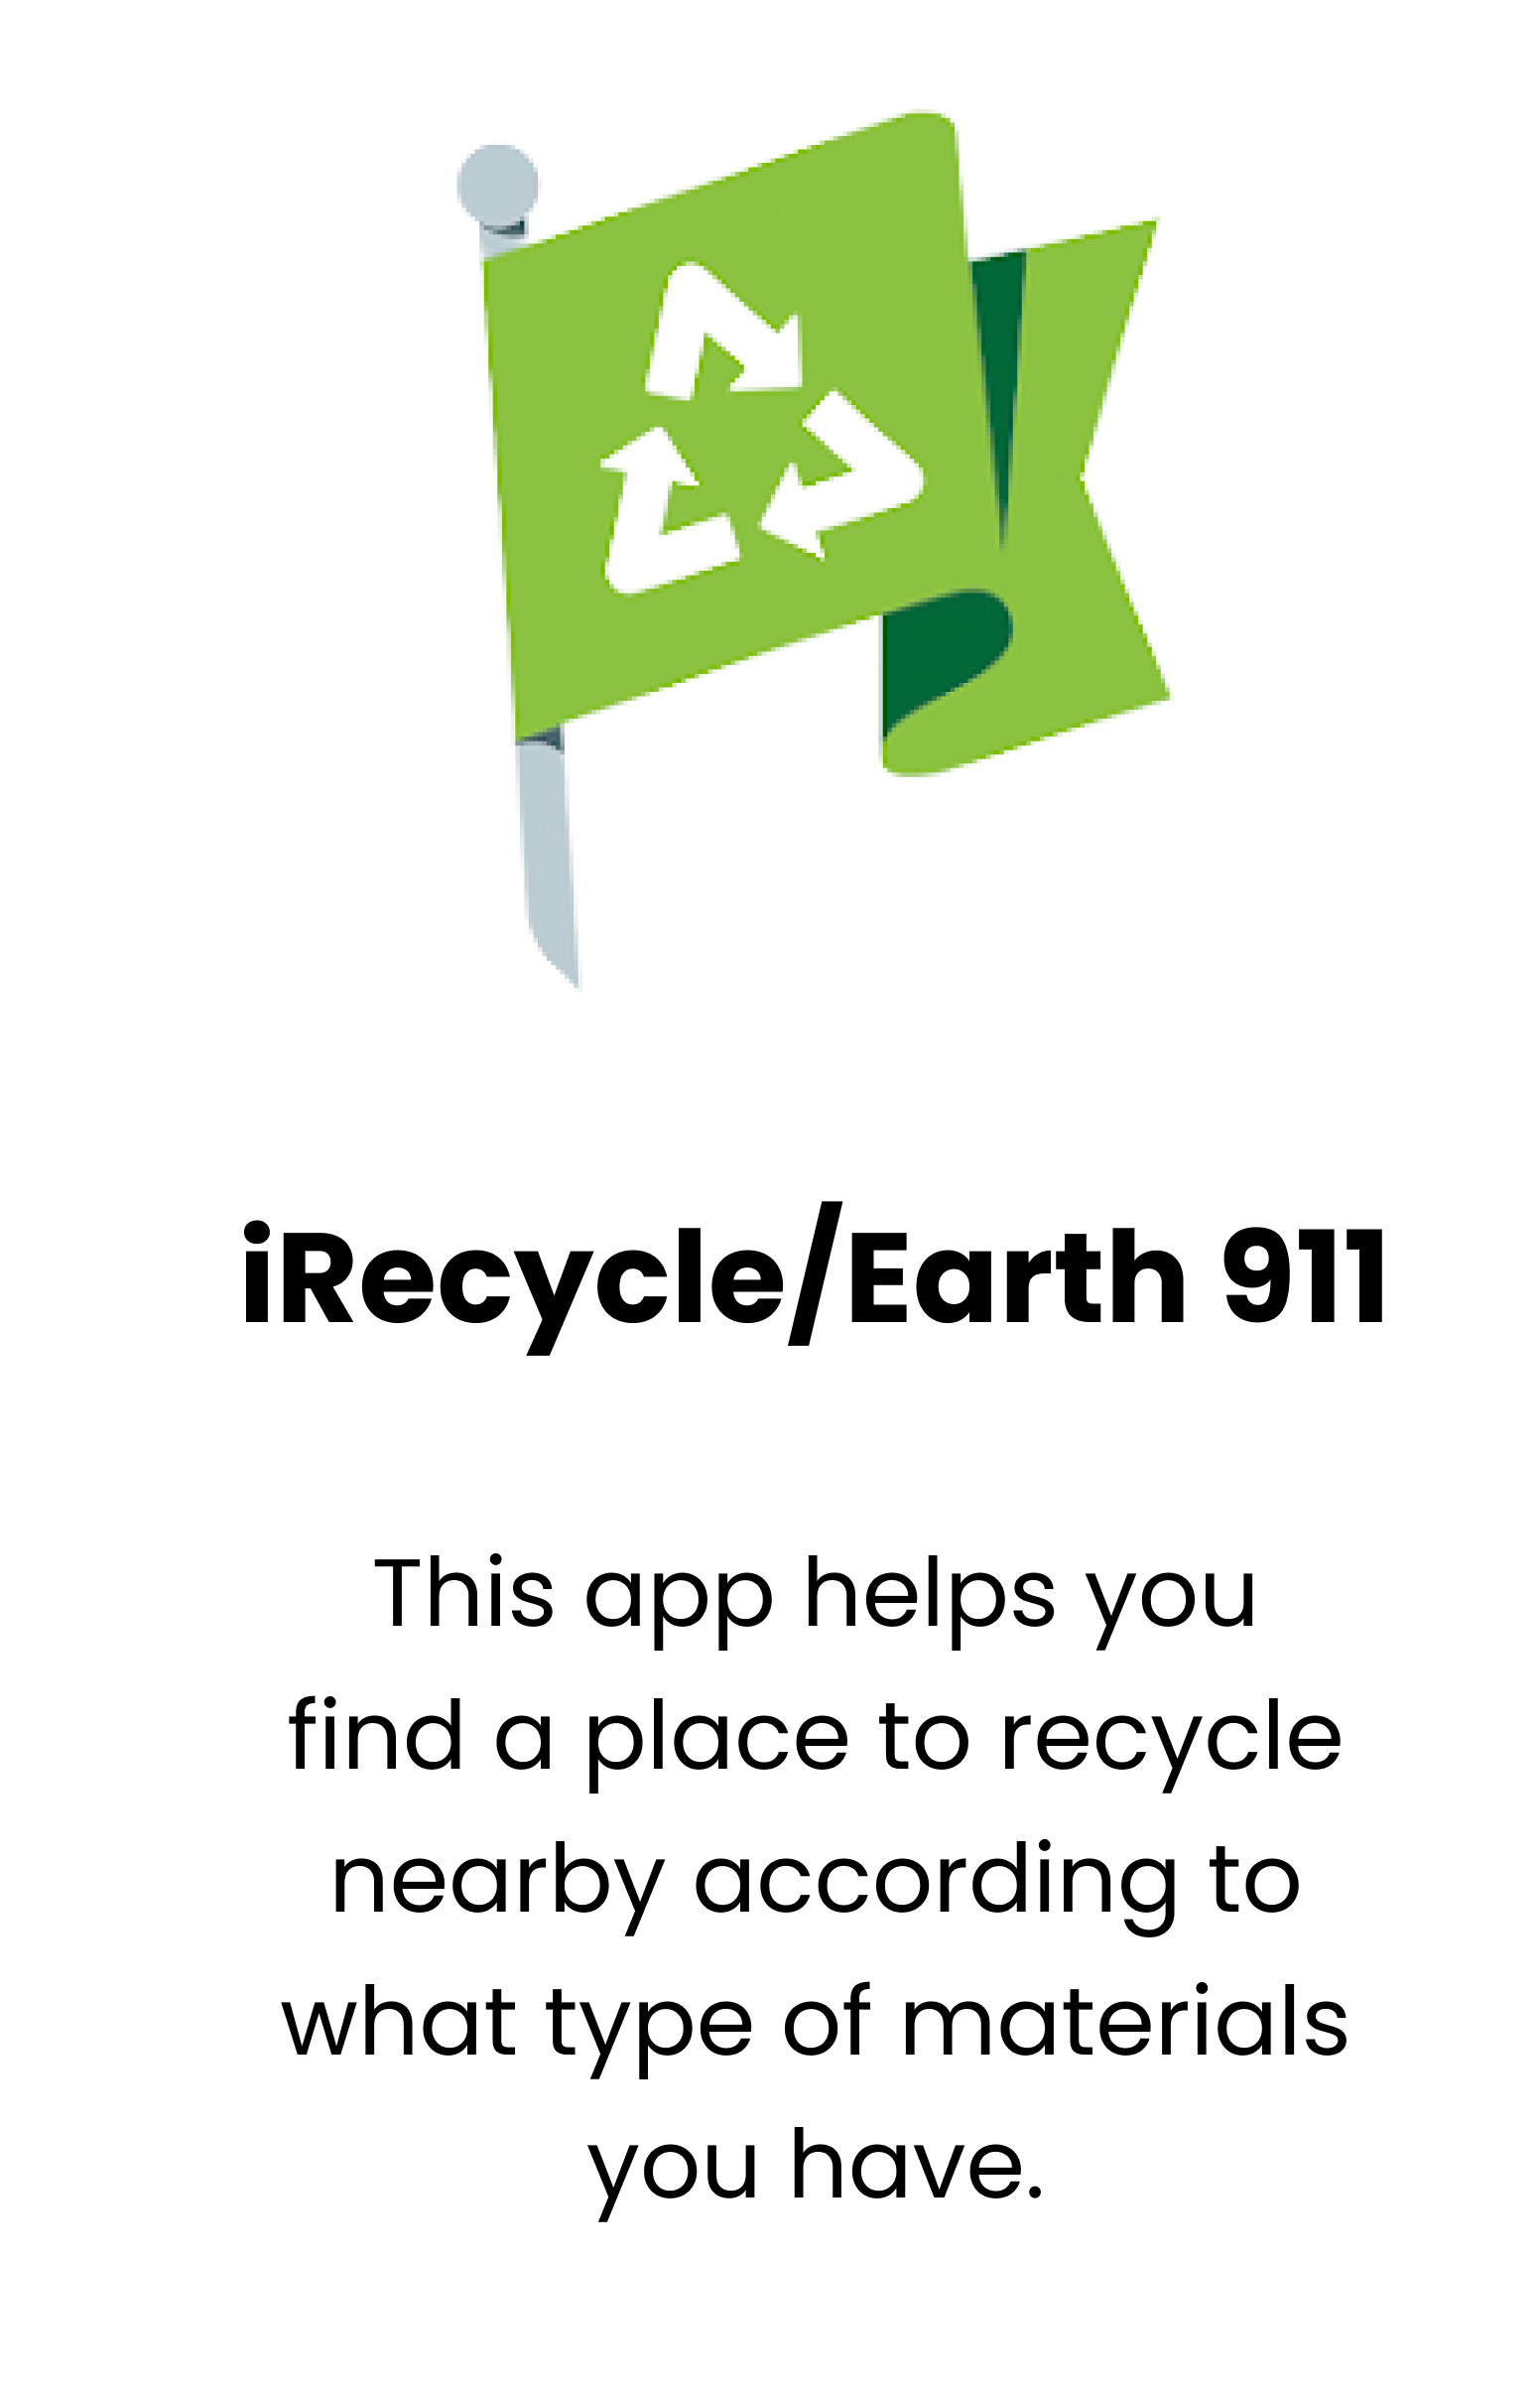 iRecycle/Earth 911
This app helps you
find a place to recycle
nearby according to
what type of materials
you have.